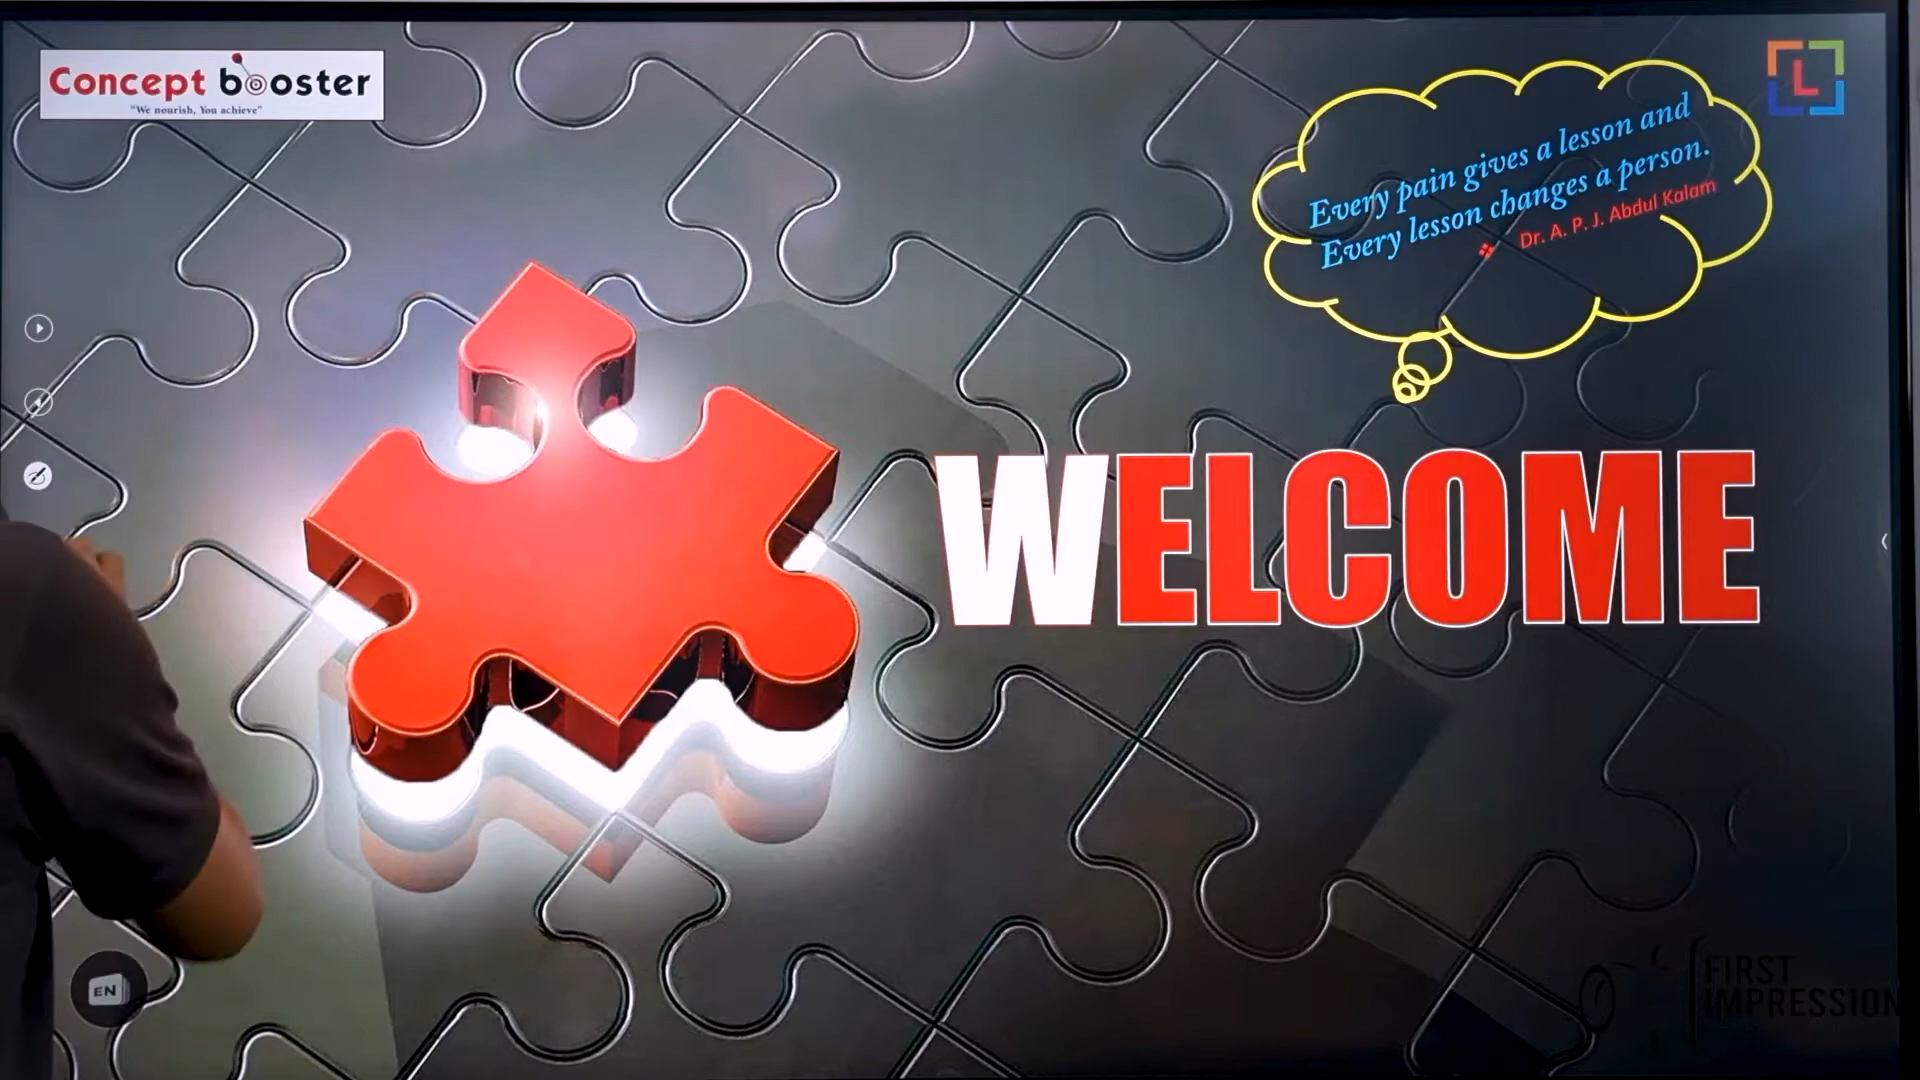 Concept booster
"We nourish, You achieve"
L
Every pain gives a lesson and
Every lesson changes a person.
Dr. A. P. J. Abdul Kalam
WELCOME
EN
FIRST
IMPRESSION